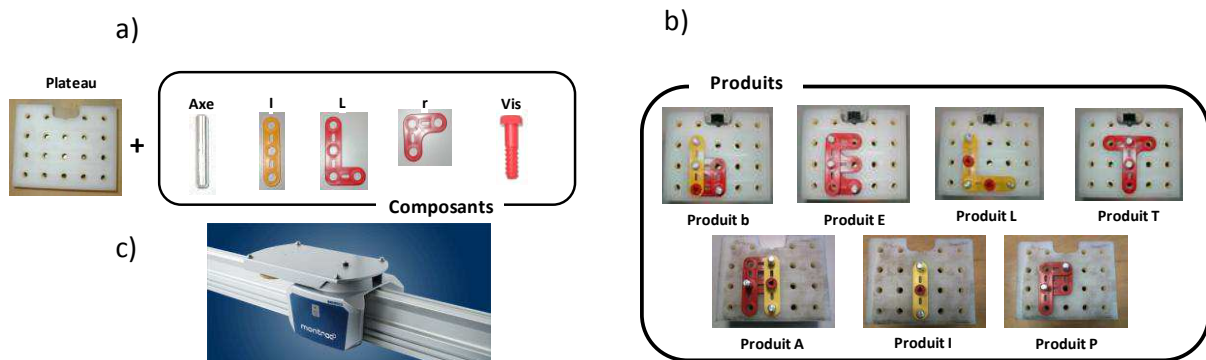 a)
Plateau
+
Axe
I
L
r
Vis
Composants
c)
montrac
b)
Produits
Produit b
Produit E
Produit L
Produit T
Produit A
Produit I
Produit P